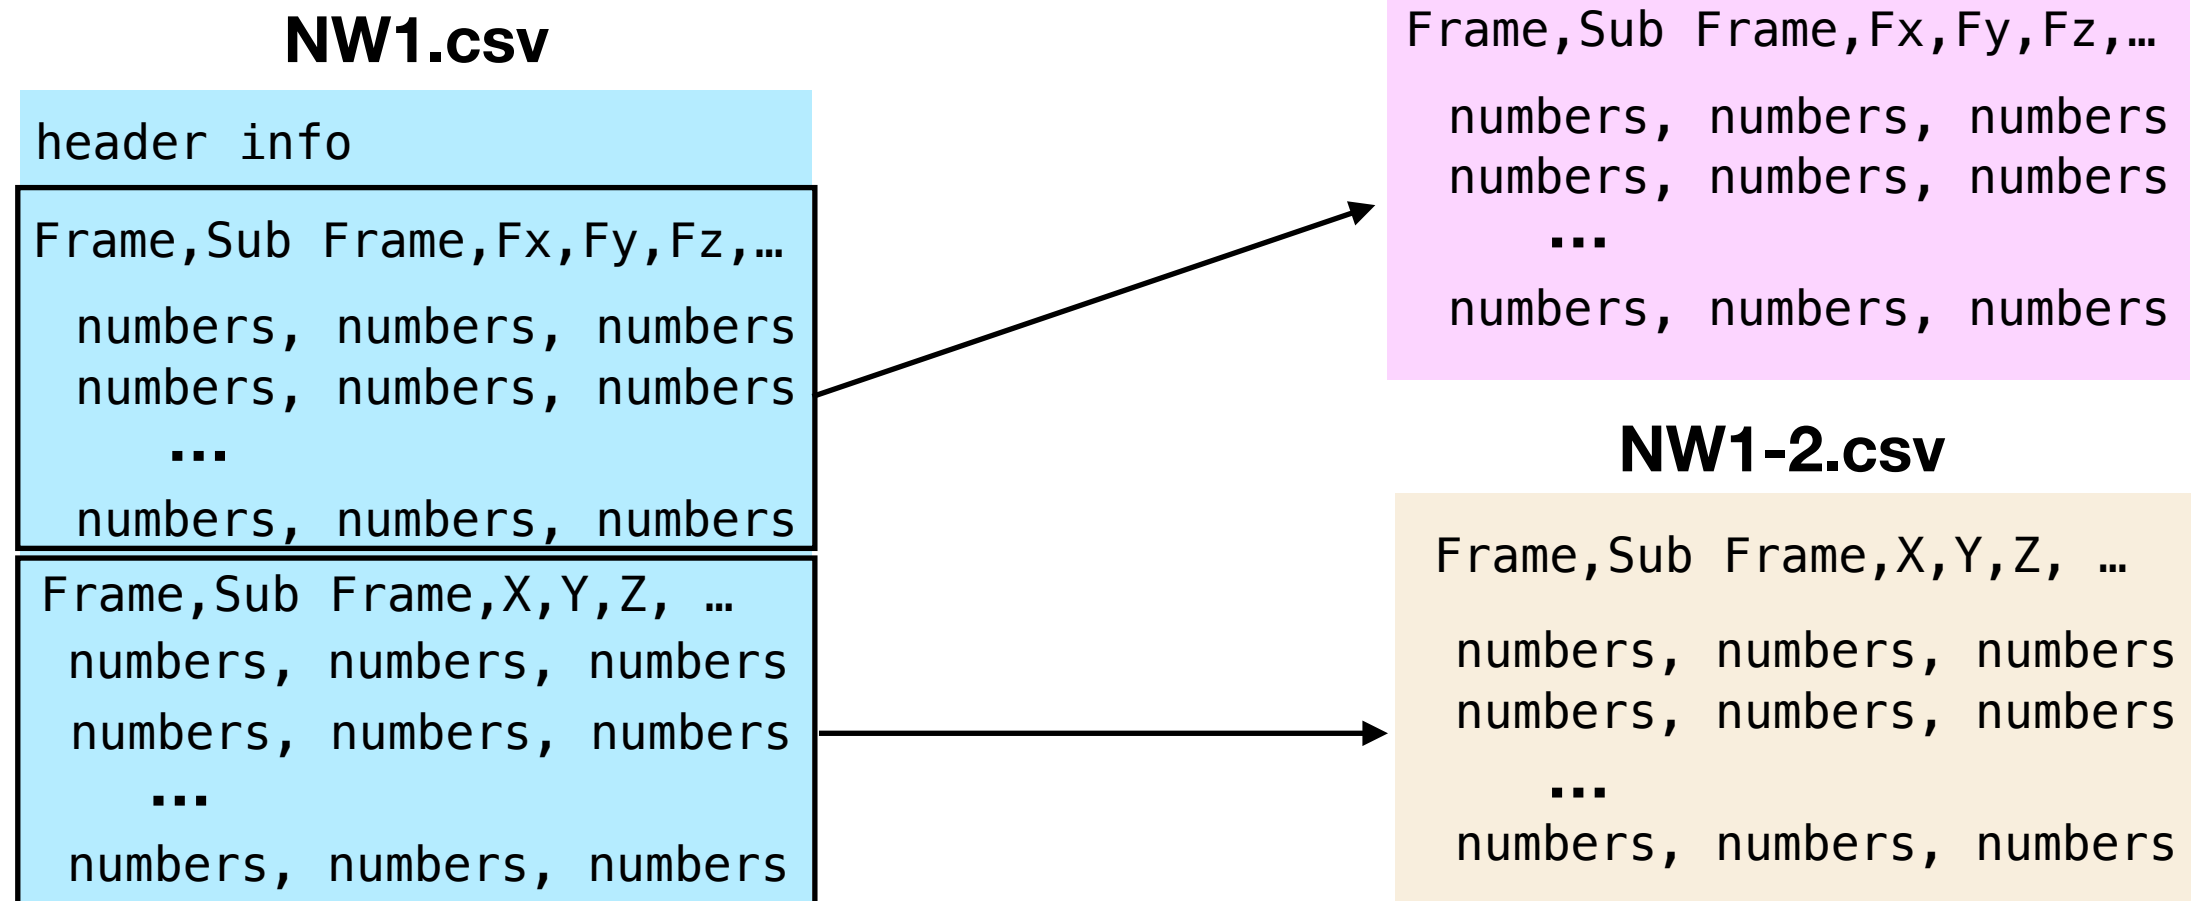 NW1.csv
header info
Frame,Sub Frame,Fx,Fy,Fz,…
numbers, numbers, numbers
numbers, numbers, numbers
...
numbers, numbers, numbers
Frame,Sub Frame,X,Y,Z, …
numbers, numbers, numbers
numbers, numbers, numbers
...
numbers, numbers, numbers
Frame,Sub Frame,Fx,Fy,Fz,…
numbers, numbers, numbers
numbers, numbers, numbers
...
numbers, numbers, numbers
NW1-2.csv
Frame,Sub Frame,X,Y,Z, …
numbers, numbers, numbers
numbers, numbers, numbers
...
numbers, numbers, numbers